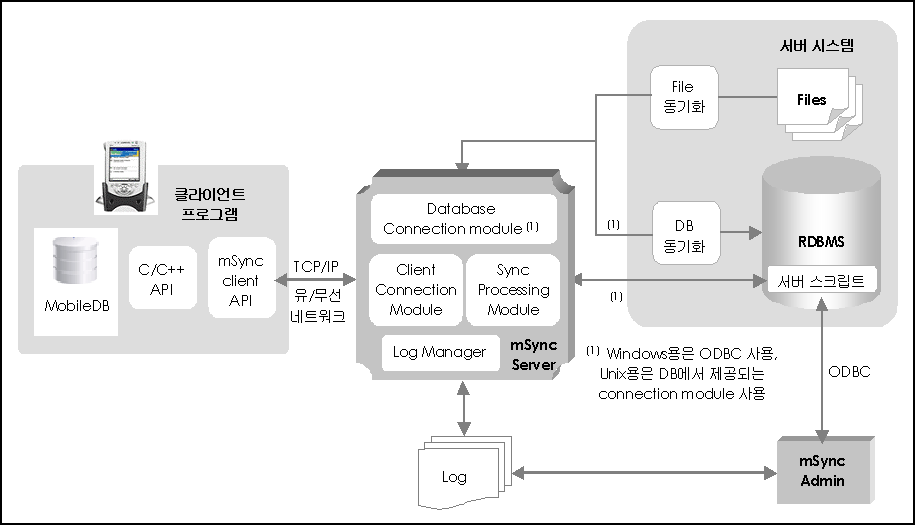 서버 시스템
File
동기화
Files
클라이언트
프로그램
MobileDB
C/C++
API
mSync
client
API
TCP/IP
유/무선
네트워크
Database
Connection module (1)
Client
Connection
Module
Sync
Processing
Module
Log Manager
mSync
Server
(1)
DB
동기화
RDBMS
서버 스크립트
(1)
(1) Windows용은 ODBC 사용,
Unix용은 DB에서 제공되는
connection module 사용
ODBC
Log
mSync
Admin